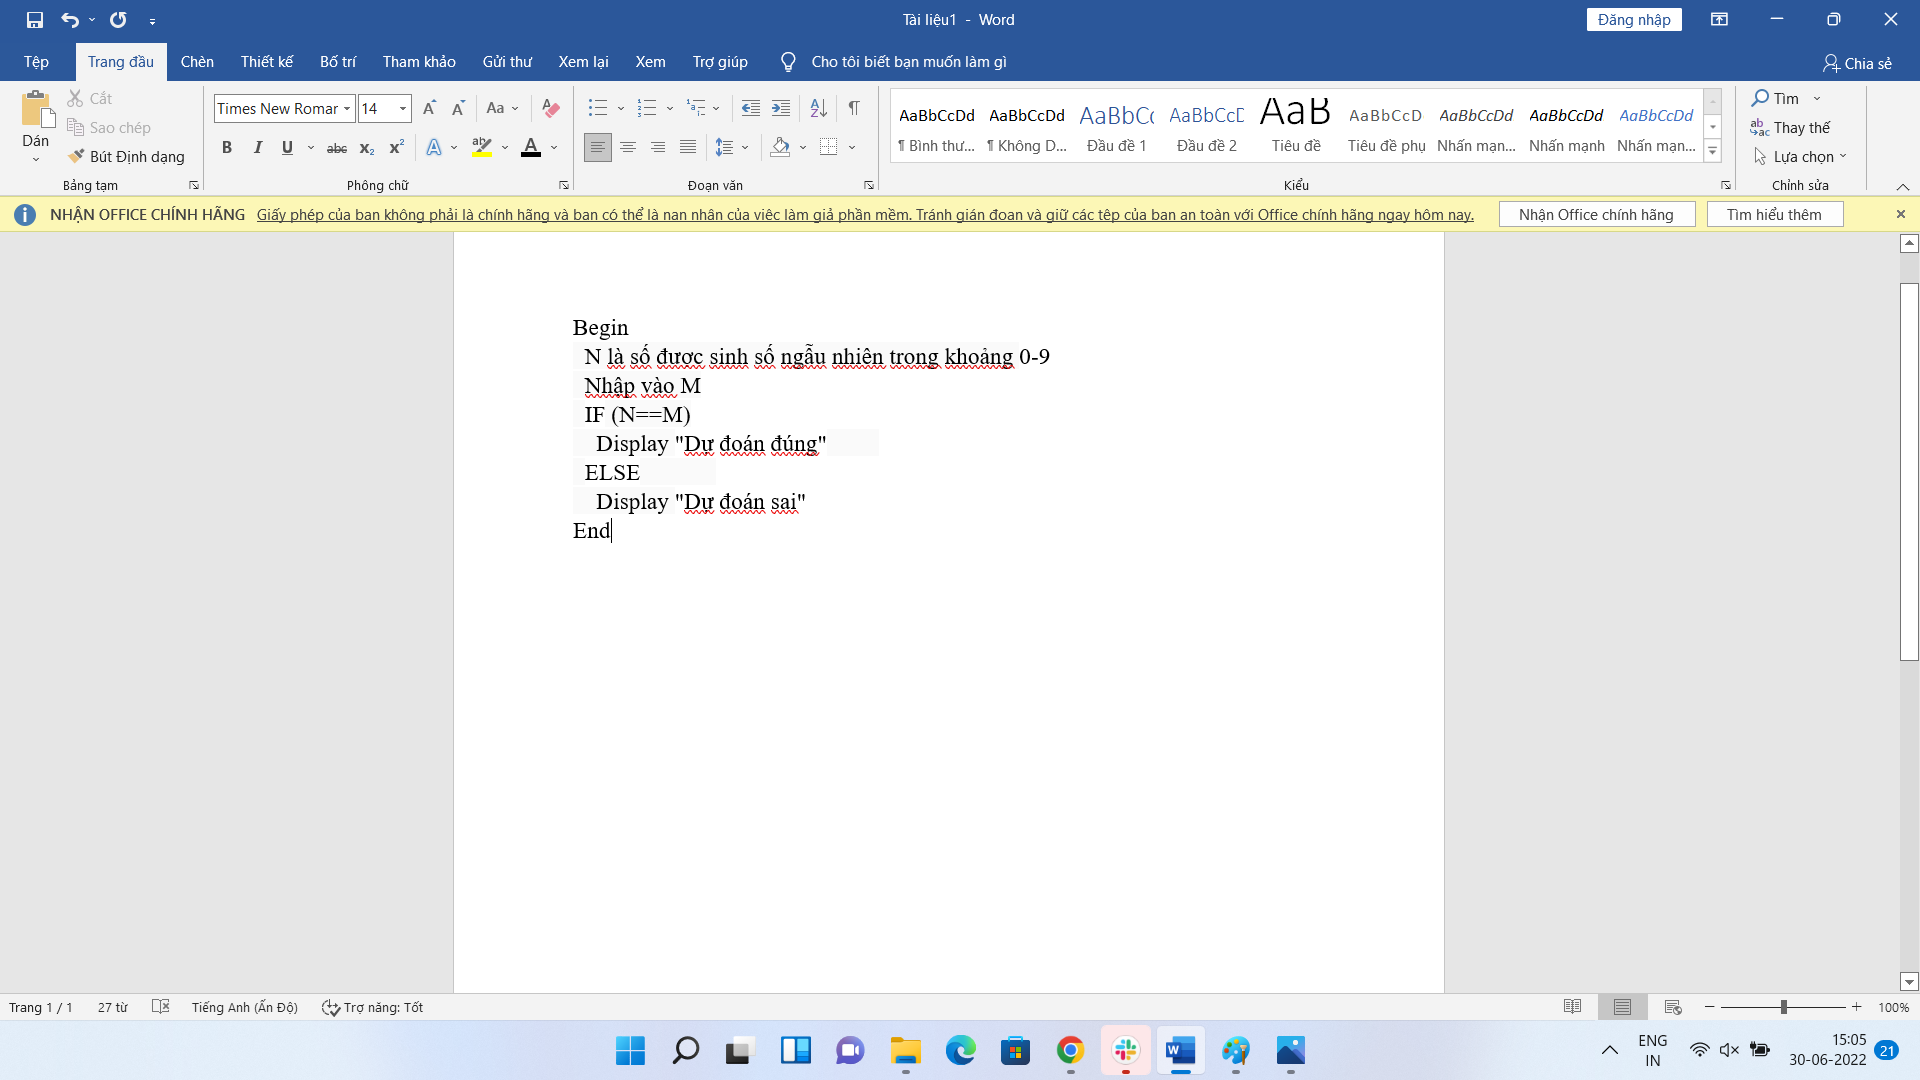 Tài liệu1 - Word
Đăng nhập
Tệp Trang đầu Chèn Thiết kế Bố trí Tham khảo Gửi thư Xem lại Xem Trợ giúp Cho tôi biết bạn muốn làm gì Chia sẻ
Dán
Cắt
Sao chép
Bút Định dạng
Bảng tạm
Times New Romar 14
Phông chữ
Đoạn văn
AaBbCcDd AaBbCcDd AaBbCc AaBbCcD AaB AaBbCcD AaBbCcDd AaBbCcDd AaBbCcDd
¶ Bình thư... ¶ Không D... Đầu đề 1 Đầu đề 2 Tiêu đề Tiêu đề phụ Nhấn mạn... Nhấn mạnh Nhấn mạn...
Kiểu
Tìm
Thay thế
Lựa chọn
Chỉnh sửa
NHẬN OFFICE CHÍNH HÃNG Giấy phép của bạn không phải là chính hãng và bạn có thể là nạn nhân của việc làm giả phần mềm. Tránh gián đoạn và giữ các tệp của bạn an toàn với Office chính hãng ngay hôm nay. Nhận Office chính hãng Tìm hiểu thêm
Begin
N là số được sinh số ngẫu nhiên trong khoảng 0-9
Nhập vào M
IF (N==M)
Display "Dự đoán đúng"
ELSE
Display "Dự đoán sai"
End
Trang 1 / 1 27 từ Tiếng Anh (Ấn Độ) Trợ năng: Tốt 100%
ENG
IN
15:05
30-06-2022
21